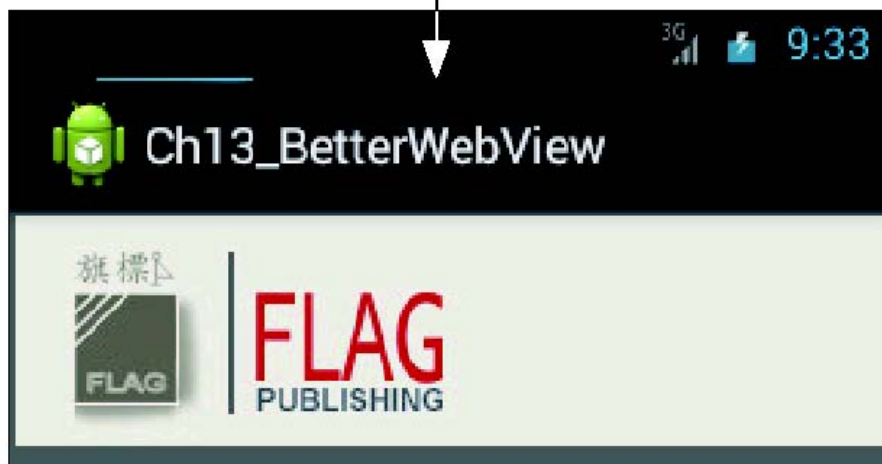 3G 9:33
Ch13_BetterWebView
旗標
FLAG
FLAG
PUBLISHING